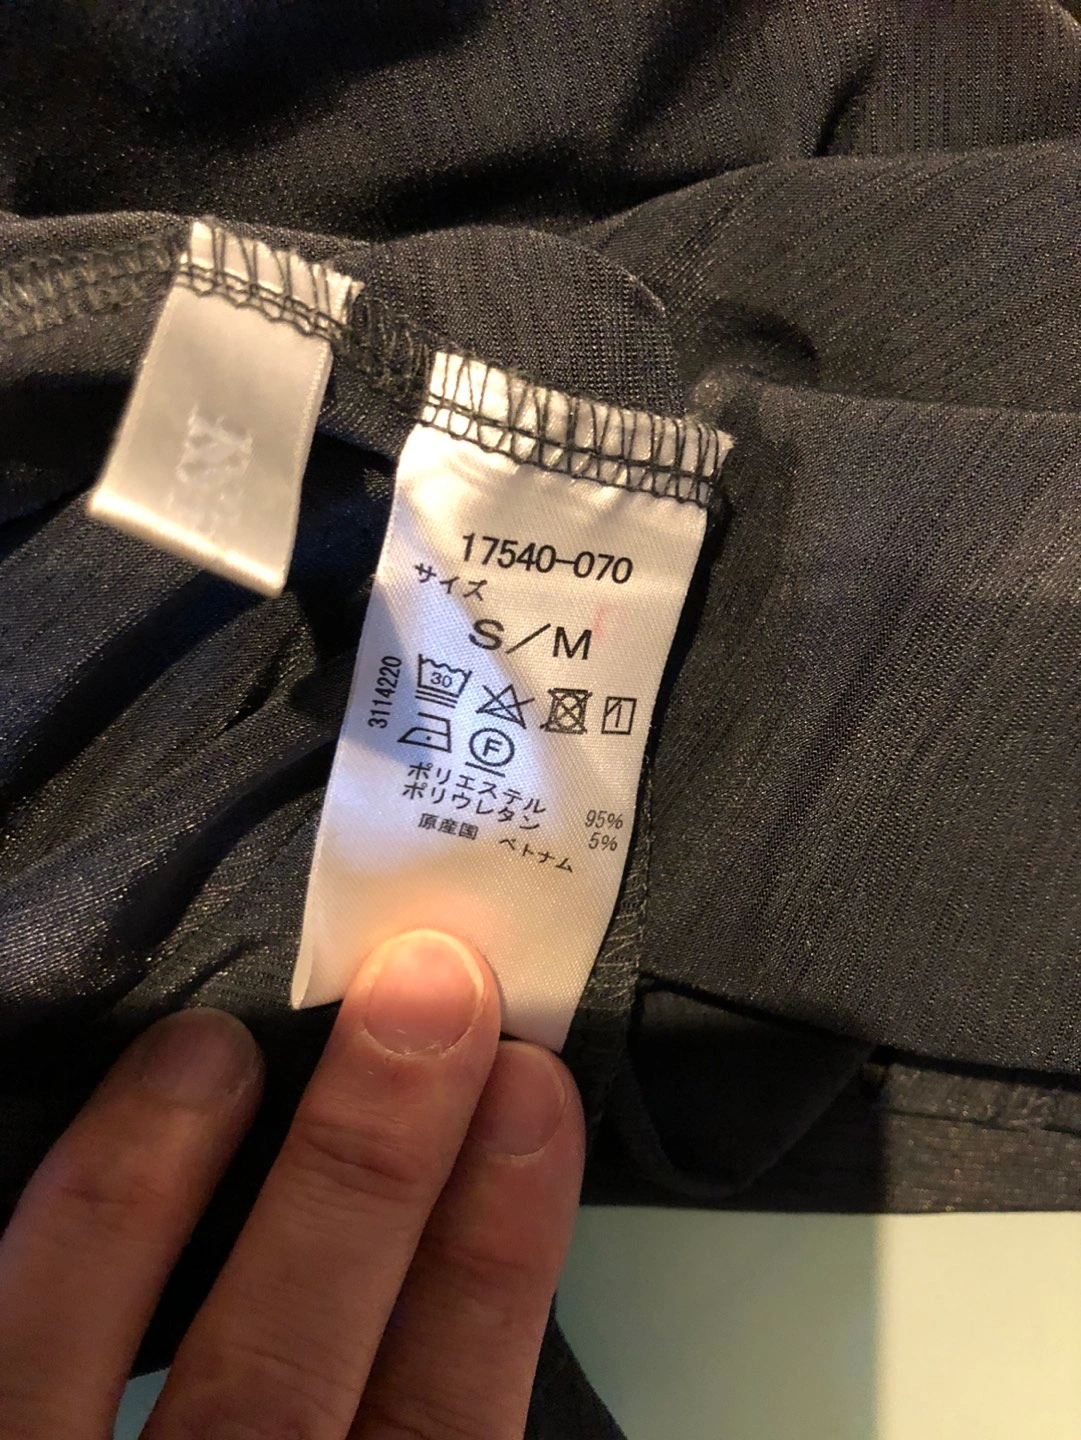 17540-070
サイズ
S/M
3114220
30
F
ポリエステル 95%
ポリウレタン 5%
原産国 ベトナム